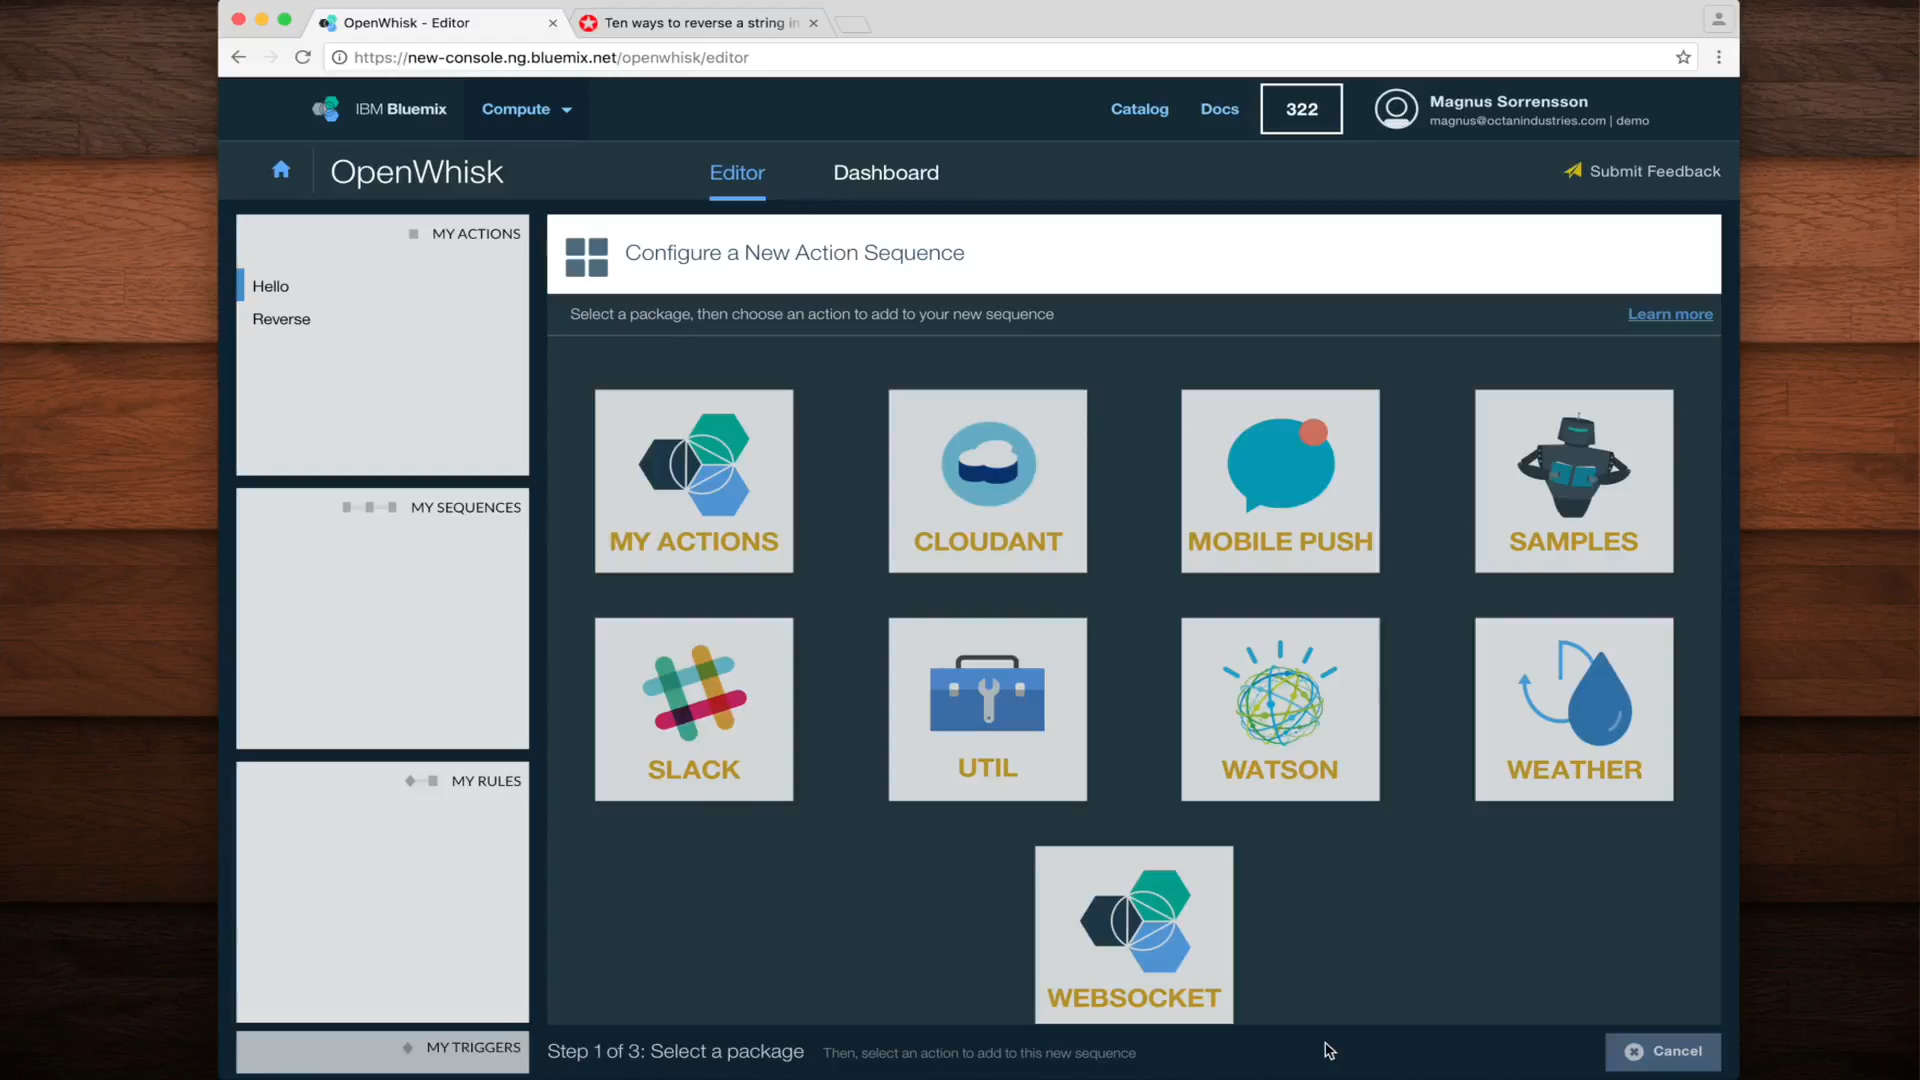 OpenWhisk - Editor
Ten ways to reverse a string in
https://new-console.ng.bluemix.net/openwhisk/editor
IBM Bluemix
Compute
Catalog
Docs
322
Magnus Sorrensson
magnus@octanindustries.com | demo
OpenWhisk
Editor
Dashboard
Submit Feedback
MY ACTIONS
Hello
Reverse
MY SEQUENCES
MY RULES
MY TRIGGERS
Configure a New Action Sequence
Select a package, then choose an action to add to your new sequence
Learn more
MY ACTIONS
CLOUDANT
MOBILE PUSH
SAMPLES
SLACK
UTIL
WATSON
WEATHER
WEBSOCKET
Step 1 of 3: Select a package
Then, select an action to add to this new sequence
Cancel